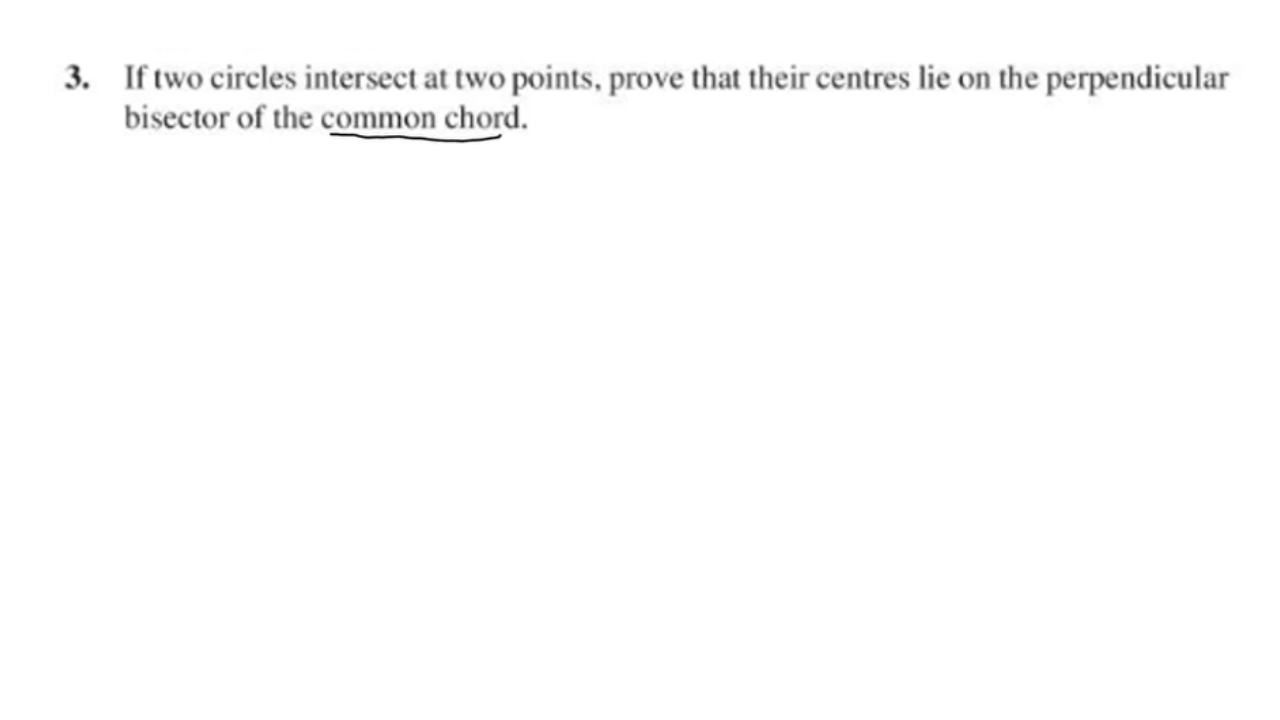 3. If two circles intersect at two points, prove that their centres lie on the perpendicular
bisector of the common chord.